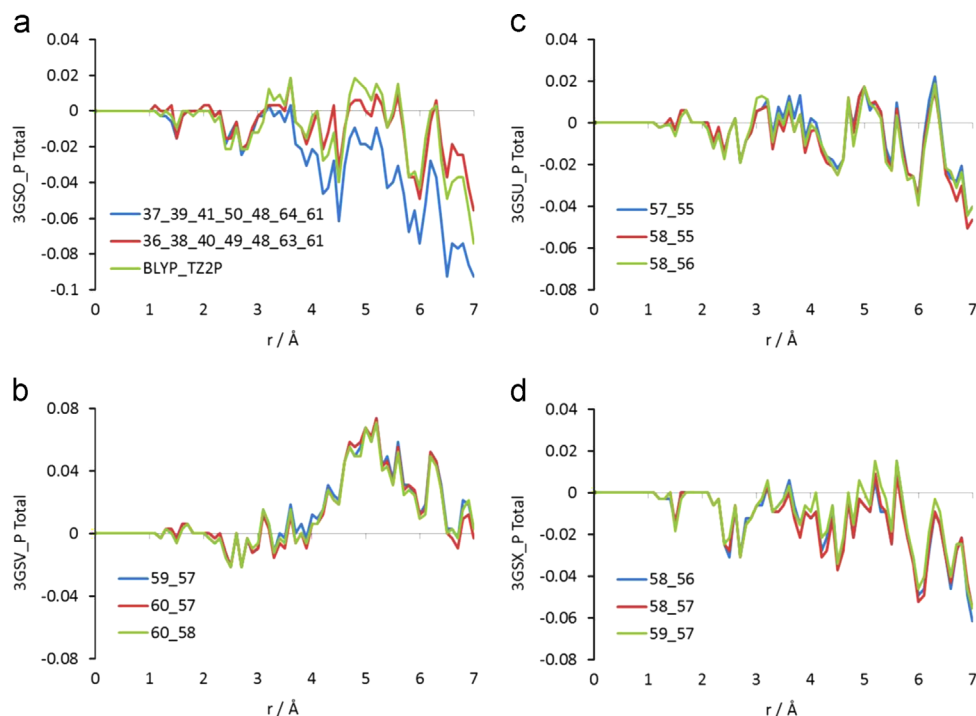 a
3GSO_P Total
0.04
0.02
0
-0.02
-0.04
-0.06
-0.08
-0.1
0 1 2 3 4 5 6 7
r / Å
37_39_41_50_48_64_61
36_38_40_49_48_63_61
BLYP_TZ2P
b
3GSV_P Total
0.08
0.04
0
-0.04
-0.08
0 1 2 3 4 5 6 7
r / Å
59_57
60_57
60_58
c
3GSU_P Total
0.04
0.02
0
-0.02
-0.04
-0.06
-0.08
0 1 2 3 4 5 6 7
r / Å
57_55
58_55
58_56
d
3GSX_P Total
0.04
0.02
0
-0.02
-0.04
-0.06
-0.08
0 1 2 3 4 5 6 7
r / Å
58_56
58_57
59_57